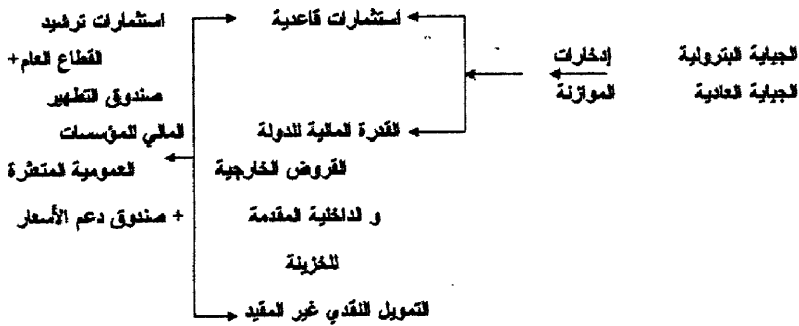 الجباية البترولية
الجباية العادية
إدخارات
الموازنة
استثمارات قاعدية
القدرة المالية للدولة
القروض الخارجية
و الداخلية المقدمة
للخزينة
التمويل النقدي غير المقيد
استثمارات ترشيد
القطاع العام+
صندوق التطهير
المالي للمؤسسات
العمومية المتعثرة
+ صندوق دعم الأسعار